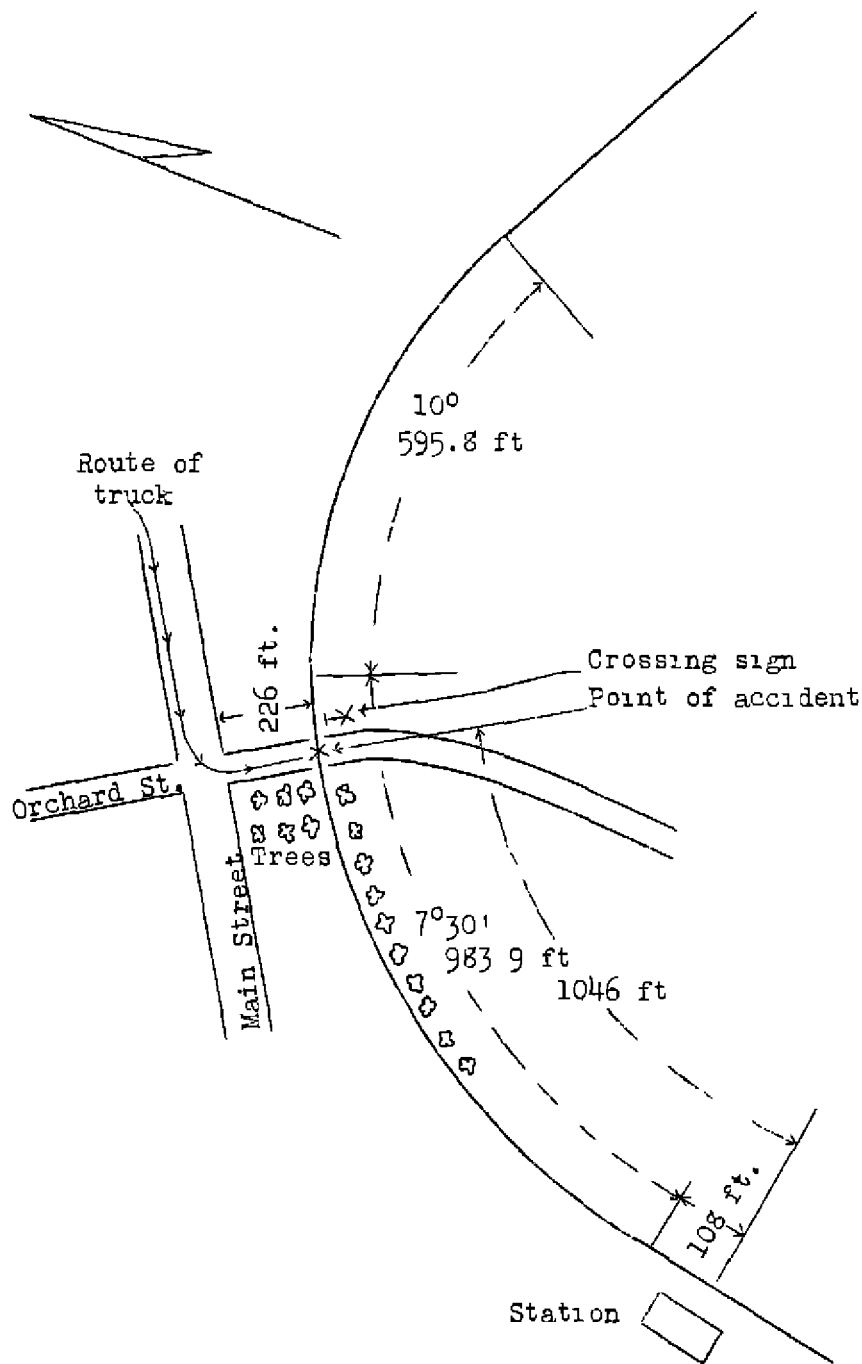 10°
595.8 ft
Route of
truck
226 ft.
Crossing sign
Point of accident
Orchard St.
Trees
Main Street
7°30'
983 9 ft
1046 ft
108 ft.
Station